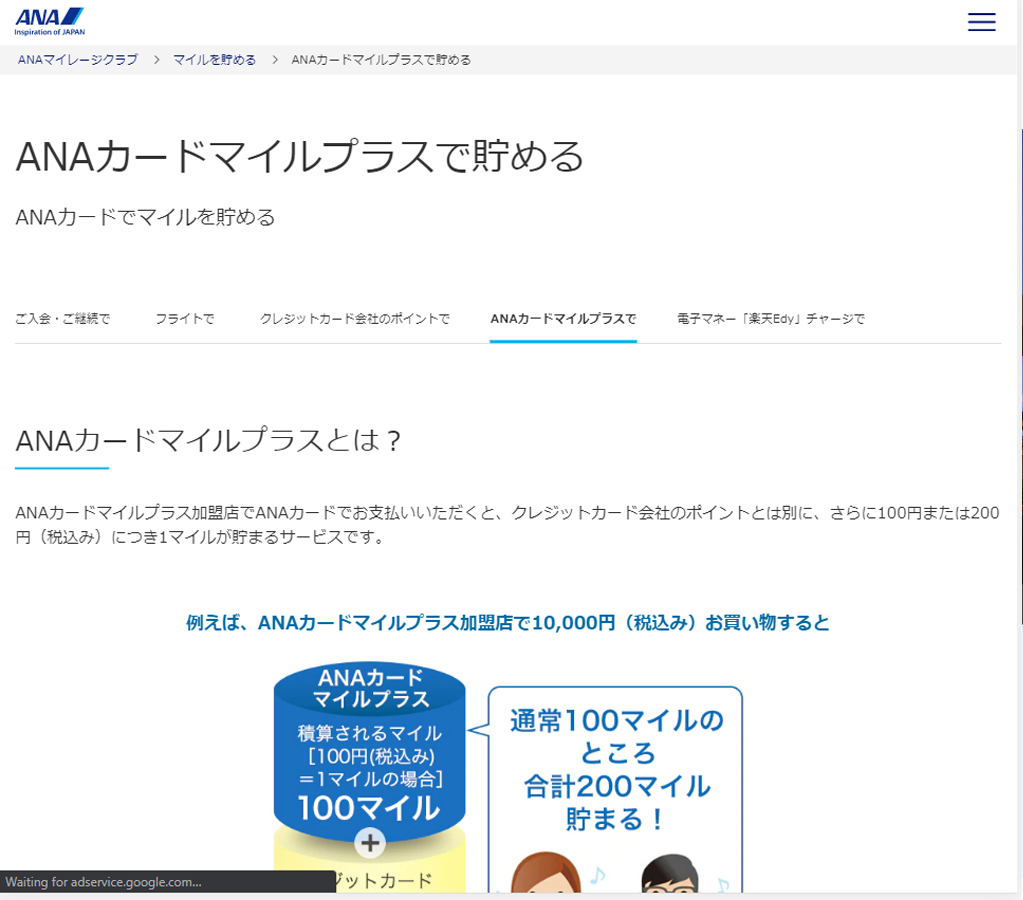 ANA
Inspiration of JAPAN
ANAマイレージクラブ > マイルを貯める > ANAカードマイルプラスで貯める
ANAカードマイルプラスで貯める
ANAカードでマイルを貯める
ご入会・ご継続で フライトで クレジットカード会社のポイントで ANAカードマイルプラスで 電子マネー「楽天Edy」チャージで
ANAカードマイルプラスとは？
ANAカードマイルプラス加盟店でANAカードでお支払いいただくと、クレジットカード会社のポイントとは別に、さらに100円または200
円（税込み）につき1マイルが貯まるサービスです。
例えば、ANAカードマイルプラス加盟店で10,000円（税込み）お買い物すると
ANAカード
マイルプラス
積算されるマイル
[100円(税込み)
＝1マイルの場合]
100マイル
+
通常100マイルの
ところ
合計200マイル
貯まる！
ジットカード
Waiting for adservice.google.com...